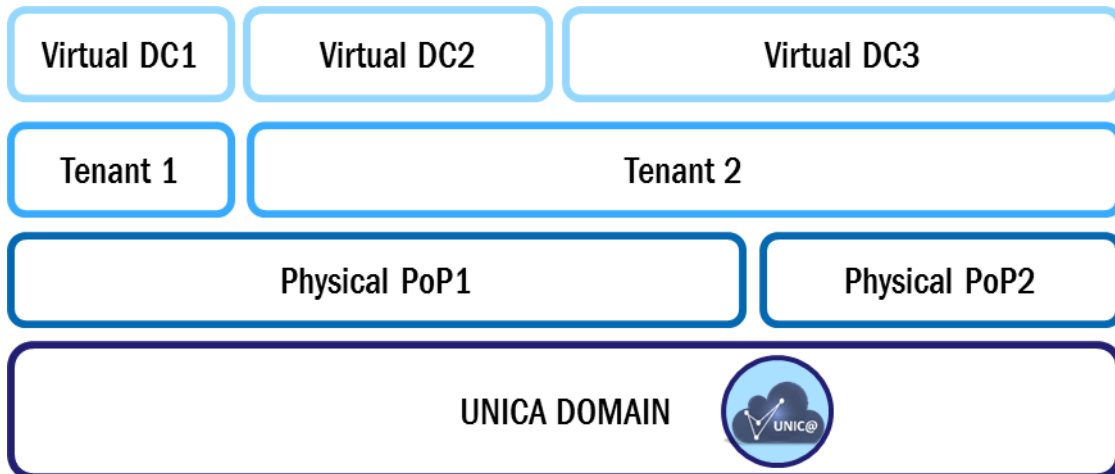 Virtual DC1
Virtual DC2
Virtual DC3
Tenant 1
Tenant 2
Physical PoP1
Physical PoP2
UNICA DOMAIN
UNIC@